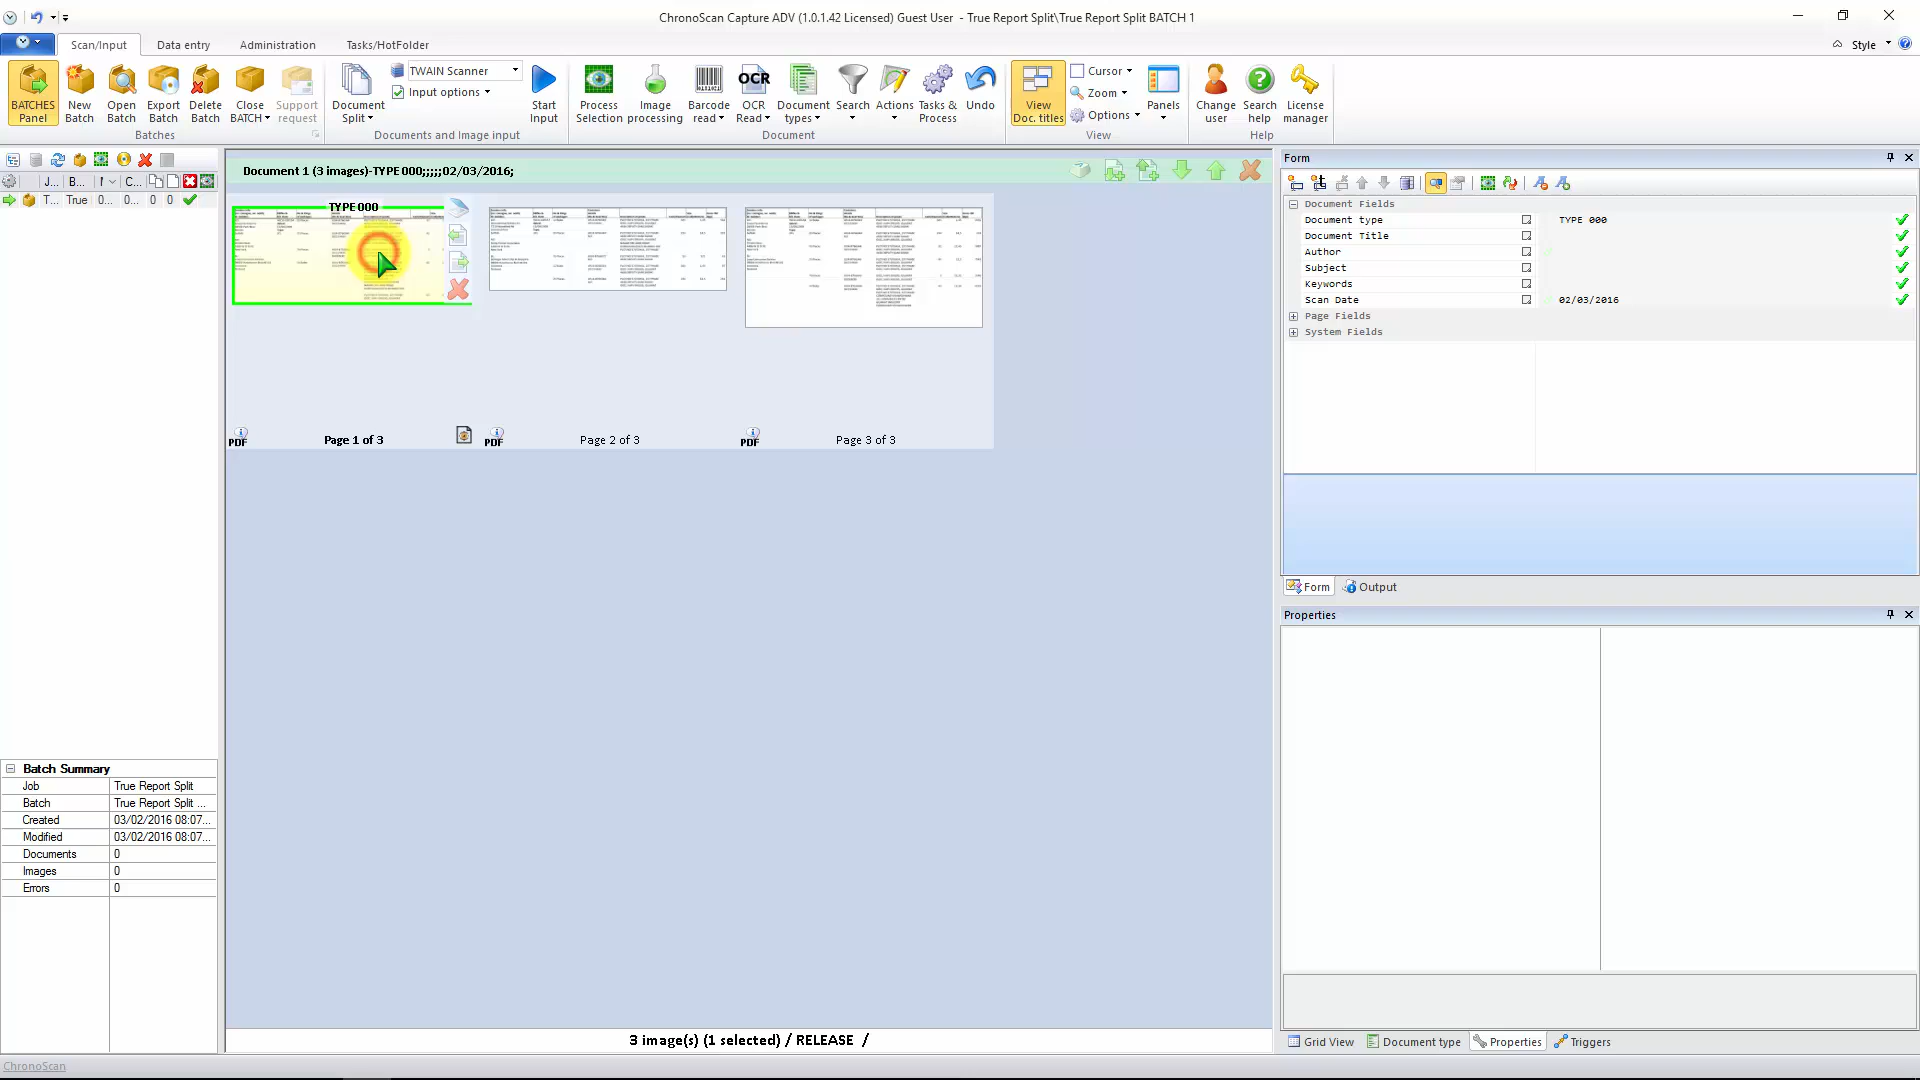 ChronoScan Capture ADV (1.0.1.42 Licensed) Guest User - True Report Split\True Report Split BATCH 1
Scan/Input Data entry Administration Tasks/HotFolder Style
BATCHES Panel
New Batch
Open Batch
Export Batch
Delete Batch
Close BATCH
Support request
Batches
Document Split
TWAIN Scanner
Input options
Start Input
Documents and Image input
Process Selection
Image processing
Barcode read
OCR
OCR Read
Document types
Search
Actions
Tasks & Process
Undo
Document
View Doc. titles
Cursor
Zoom
Options
Panels
View
Change user
Search help
License manager
Help
J... B... C...
T... True 0... 0... 0 0
Document 1 (3 images)-TYPE 000;;;;;02/03/2016;
TYPE 000
PDF Page 1 of 3
PDF Page 2 of 3
PDF Page 3 of 3
Form
Document Fields
Document type TYPE 000
Document Title
Author
Subject
Keywords
Scan Date 02/03/2016
Page Fields
System Fields
Form Output
Properties
Batch Summary
Job True Report Split
Batch True Report Split ...
Created 03/02/2016 08:07...
Modified 03/02/2016 08:07...
Documents 0
Images 0
Errors 0
3 image(s) (1 selected) / RELEASE /
Grid View Document type Properties Triggers
ChronoScan